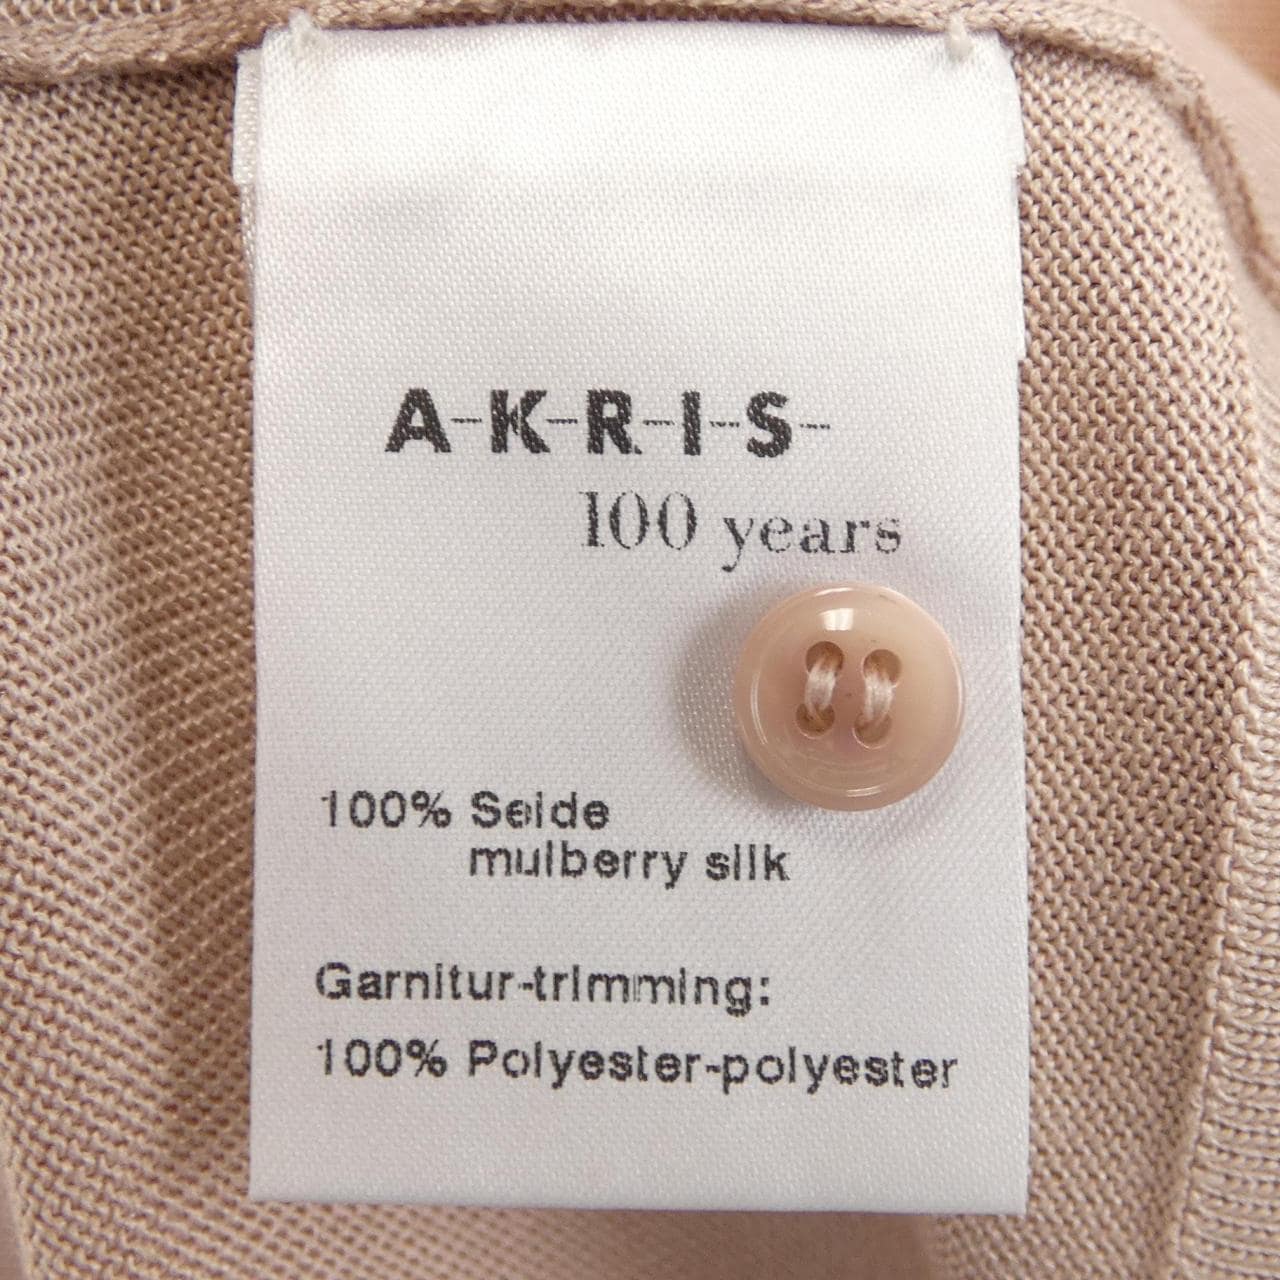 A-K-R-I-S-
100 years
100% Seide
mulberry silk
Garnitur-trimming:
100% Polyester-polyester